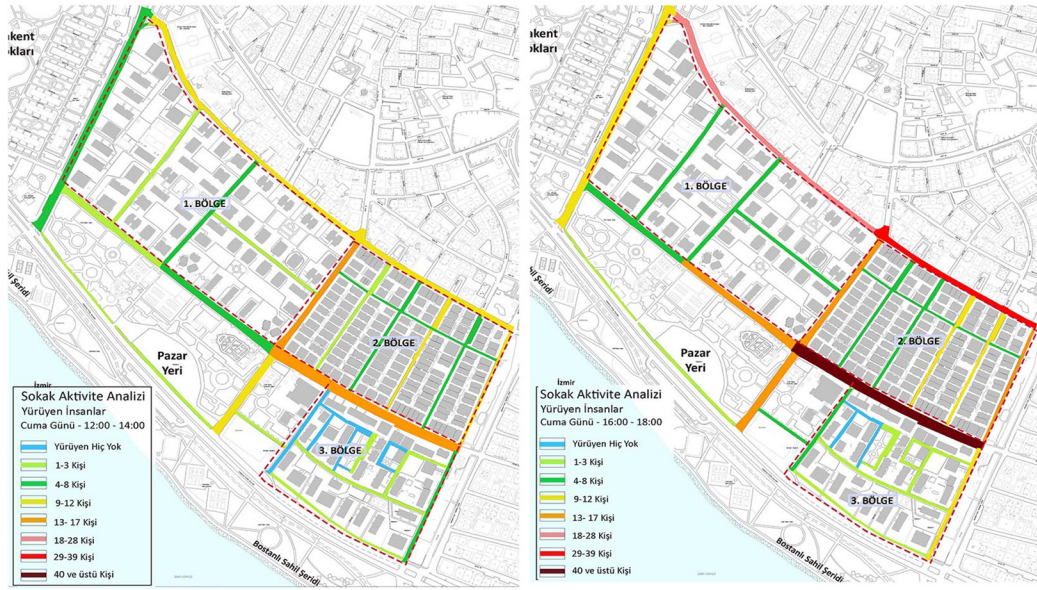 akent
okları
1. BÖLGE
2. BÖLGE
3. BÖLGE
Pazar
Yeri
hil Şeridi
İzmir
Bostanlı Sahil Şeridi
Sokak Aktivite Analizi
Yürüyen İnsanlar
Cuma Günü - 12:00 - 14:00
Yürüyen Hiç Yok
1-3 Kişi
4-8 Kişi
9-12 Kişi
13- 17 Kişi
18-28 Kişi
29-39 Kişi
40 ve üstü Kişi
akent
okları
1. BÖLGE
2. BÖLGE
3. BÖLGE
Pazar
Yeri
Sahil Şeridi
İzmir
Bostanlı Sahil Şeridi
Sokak Aktivite Analizi
Yürüyen İnsanlar
Cuma Günü - 16:00 - 18:00
Yürüyen Hiç Yok
1-3 Kişi
4-8 Kişi
9-12 Kişi
13- 17 Kişi
18-28 Kişi
29-39 Kişi
40 ve üstü Kişi